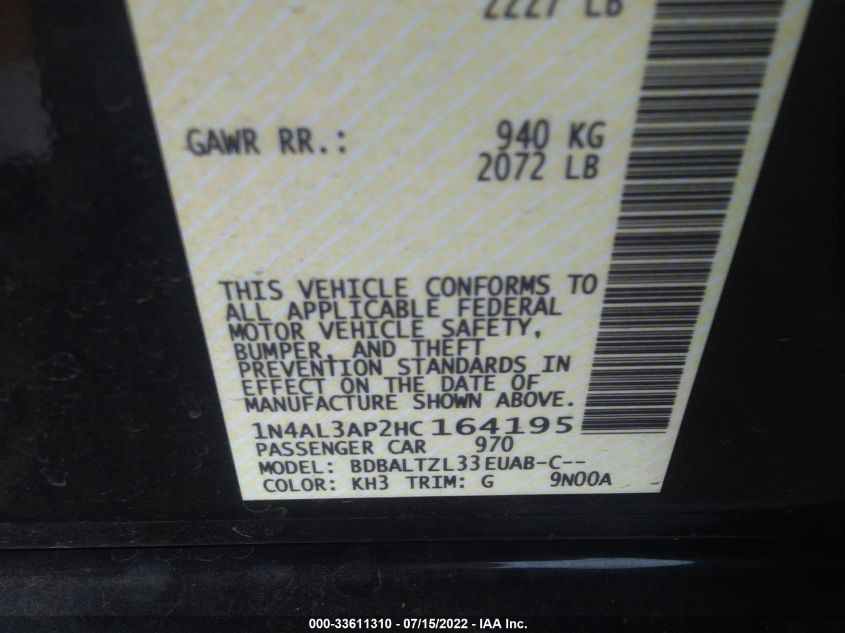 2227 LB
GAWR RR.: 940 KG
2072 LB
THIS VEHICLE CONFORMS TO
ALL APPLICABLE FEDERAL
MOTOR VEHICLE SAFETY,
BUMPER, AND THEFT
PREVENTION STANDARDS IN
EFFECT ON THE DATE OF
MANUFACTURE SHOWN ABOVE.
1N4AL3AP2HC164195
PASSENGER CAR 970
MODEL: BDBALTZL33EUAB-C--
COLOR: KH3 TRIM: G 9N00A
000-33611310 - 07/15/2022 - IAA Inc.